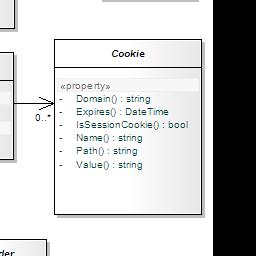 Cookie
«property»
- Domain() : string
- Expires() : DateTime
- IsSessionCookie() : bool
- Name() : string
- Path() : string
- Value() : string
0..*
der